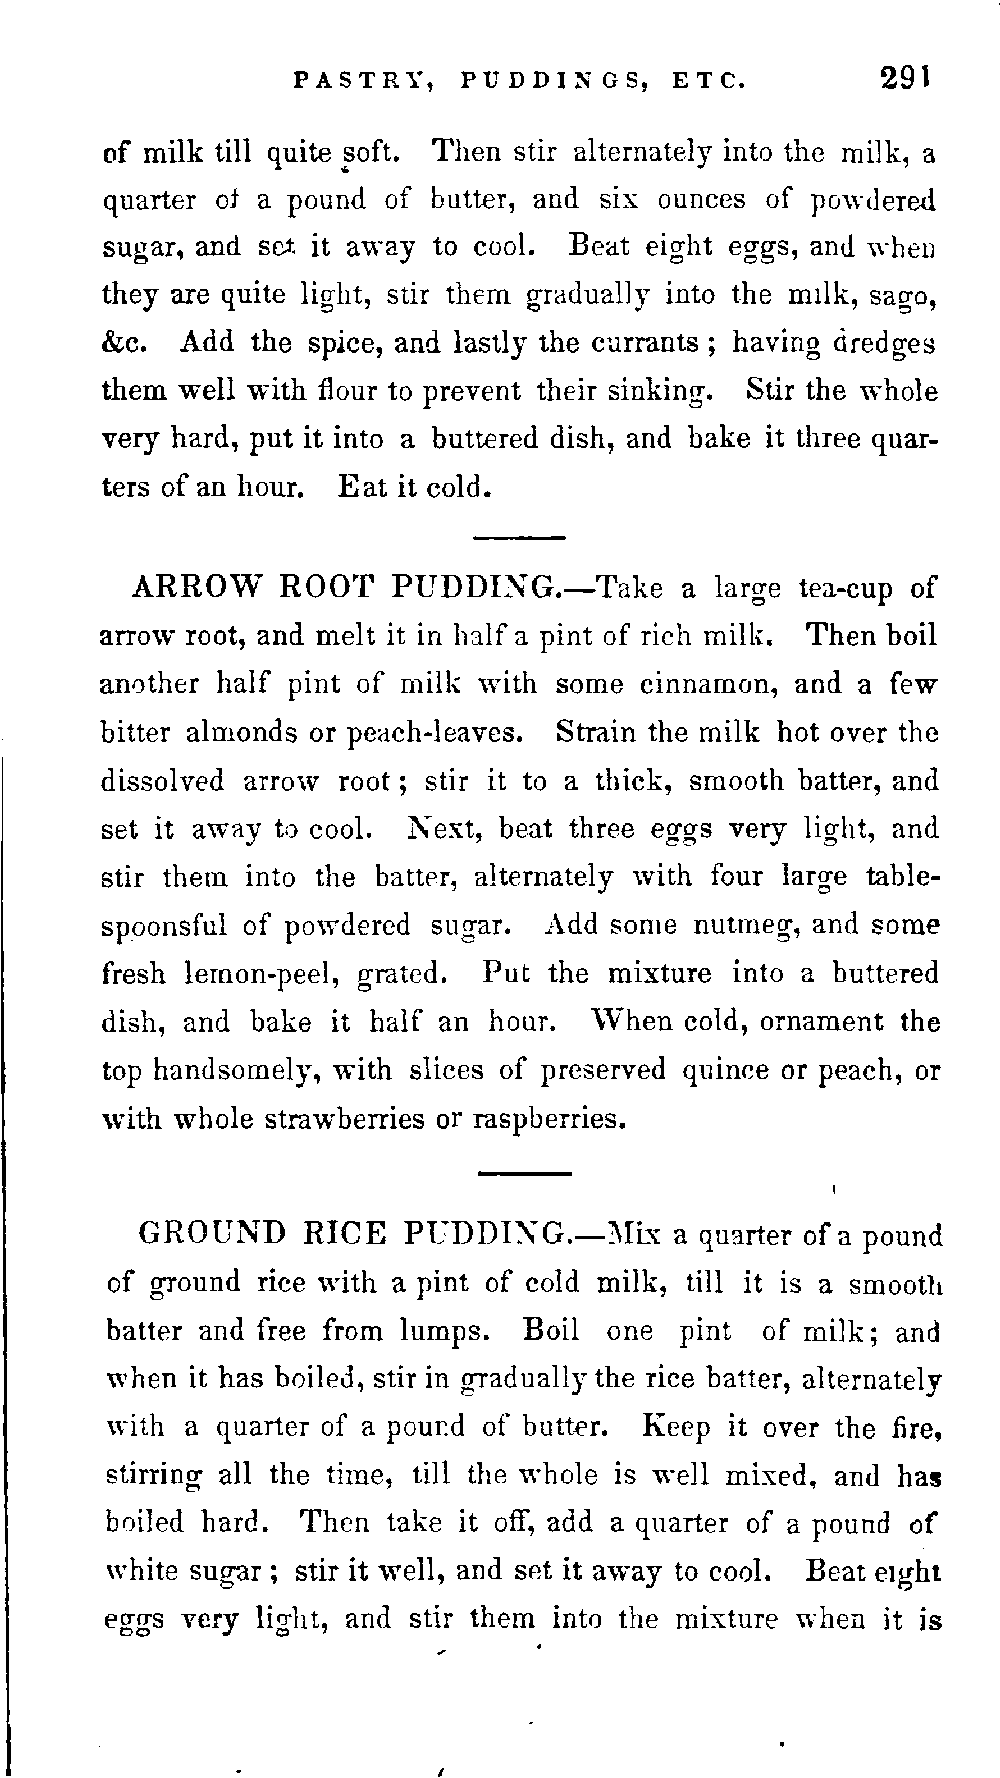 PASTRY, PUDDINGS, ETC. 291
of milk till quite soft. Then stir alternately into the milk, a
quarter of a pound of butter, and six ounces of powdered
sugar, and set it away to cool. Beat eight eggs, and when
they are quite light, stir them gradually into the milk, sago,
&c. Add the spice, and lastly the currants; having dredges
them well with flour to prevent their sinking. Stir the whole
very hard, put it into a buttered dish, and bake it three quar-
ters of an hour. Eat it cold.
ARROW ROOT PUDDING.—Take a large tea-cup of
arrow root, and melt it in half a pint of rich milk. Then boil
another half pint of milk with some cinnamon, and a few
bitter almonds or peach-leaves. Strain the milk hot over the
dissolved arrow root; stir it to a thick, smooth batter, and
set it away to cool. Next, beat three eggs very light, and
stir them into the batter, alternately with four large table-
spoonsful of powdered sugar. Add some nutmeg, and some
fresh lemon-peel, grated. Put the mixture into a buttered
dish, and bake it half an hour. When cold, ornament the
top handsomely, with slices of preserved quince or peach, or
with whole strawberries or raspberries.
GROUND RICE PUDDING.—Mix a quarter of a pound
of ground rice with a pint of cold milk, till it is a smooth
batter and free from lumps. Boil one pint of milk; and
when it has boiled, stir in gradually the rice batter, alternately
with a quarter of a pound of butter. Keep it over the fire,
stirring all the time, till the whole is well mixed, and has
boiled hard. Then take it off, add a quarter of a pound of
white sugar; stir it well, and set it away to cool. Beat eight
eggs very light, and stir them into the mixture when it is